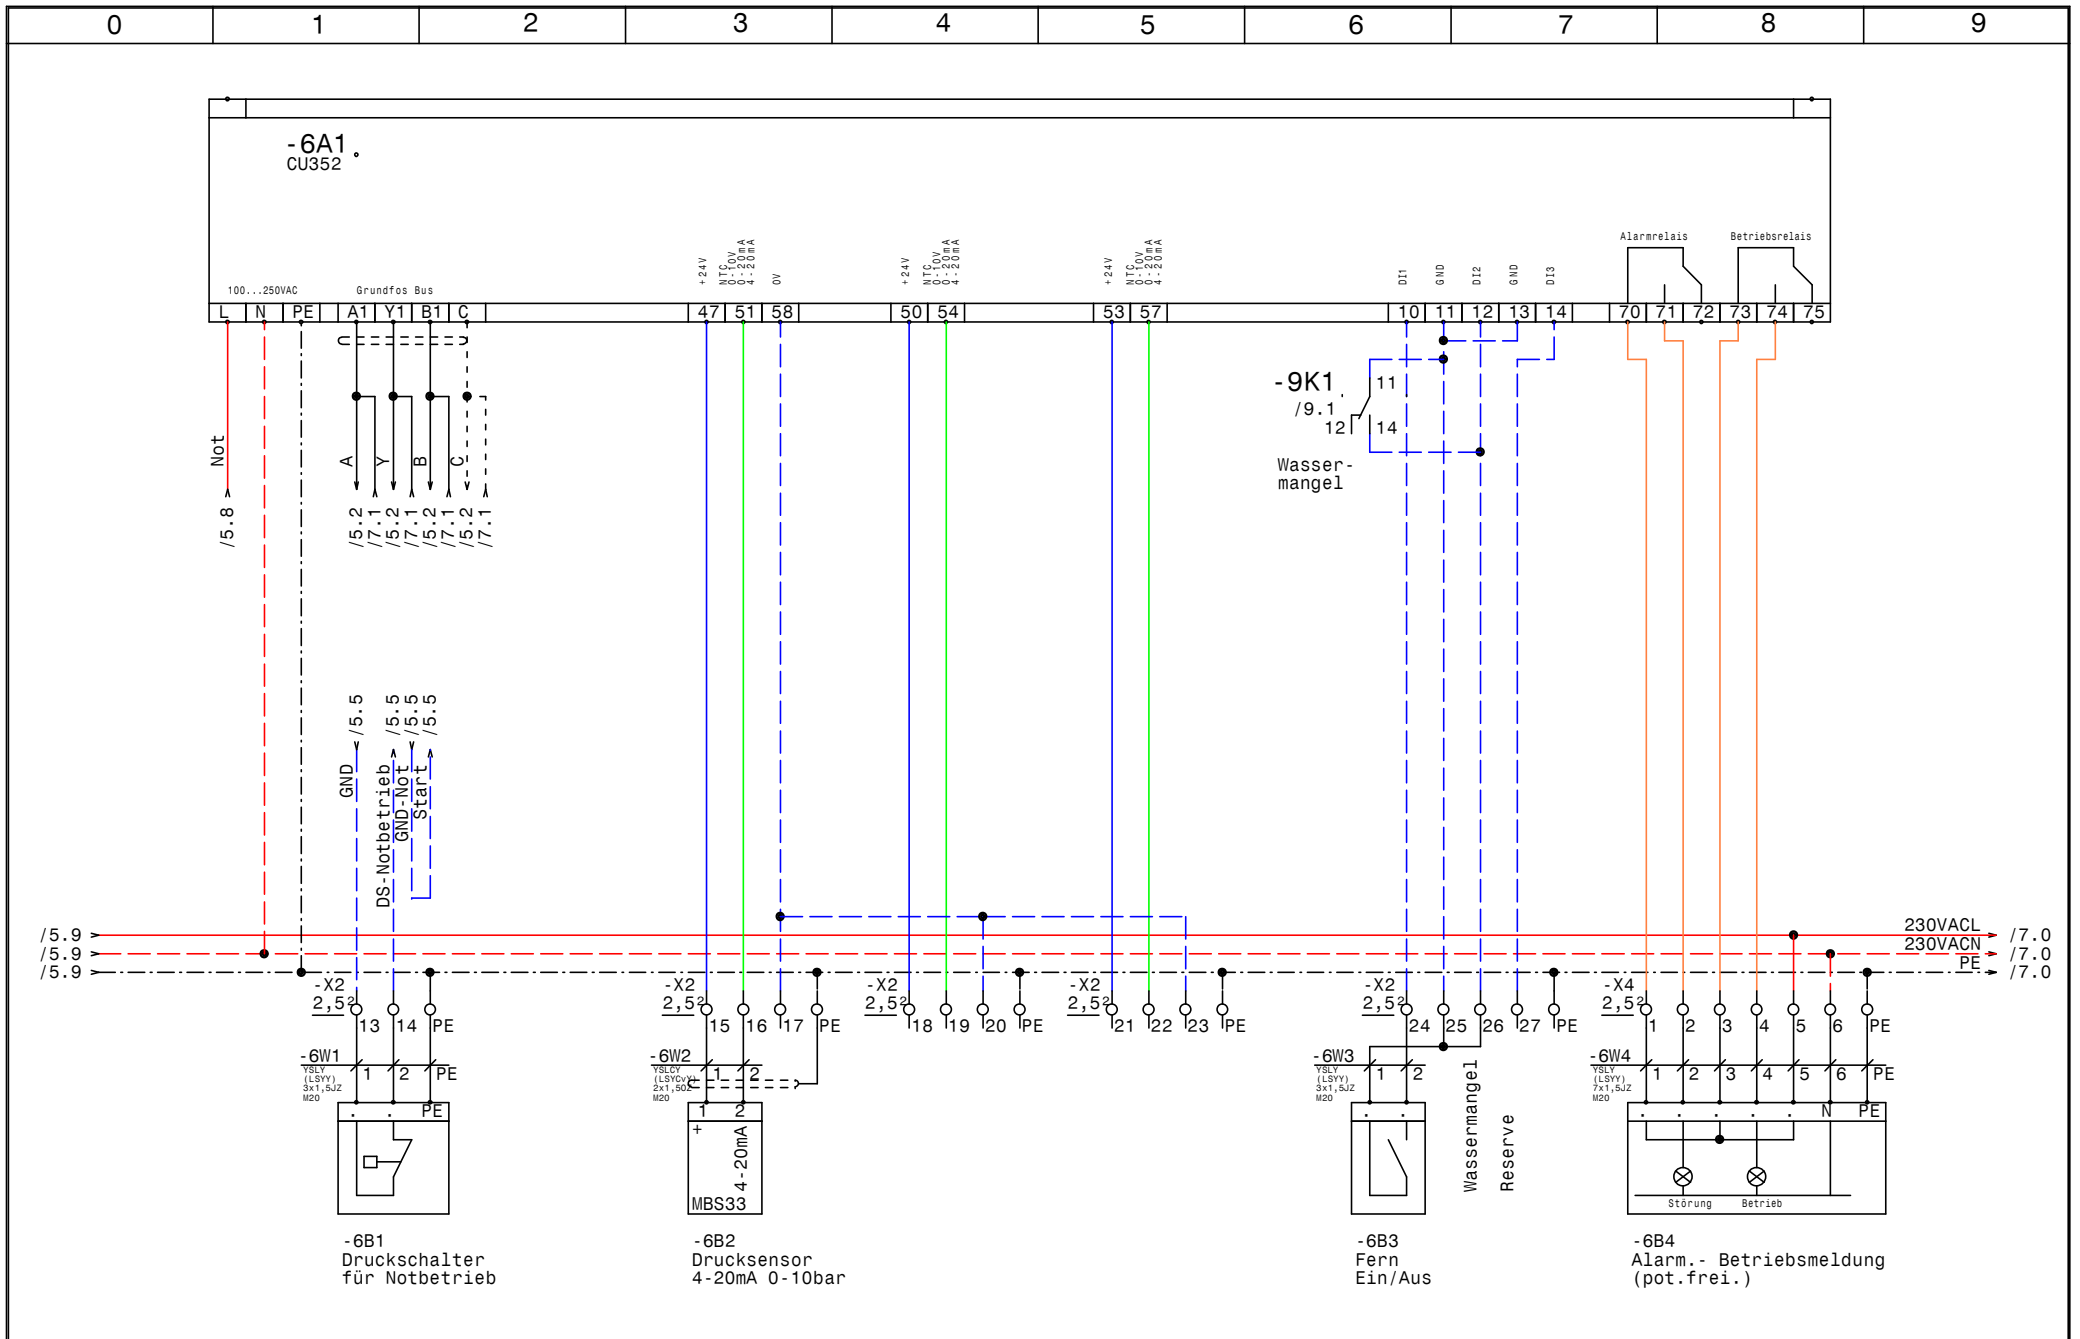 0 1 2 3 4 5 6 7 8 9
-6A1
CU352
Alarmrelais Betriebsrelais
+24V
NTC
0-10V
0-20mA
4-20mA
0V
+24V
NTC
0-10V
0-20mA
4-20mA
+24V
NTC
0-10V
0-20mA
4-20mA
DI1
GND
DI2
GND
DI3
100...250VAC Grundfos Bus
L N PE A1 Y1 B1 C 47 51 58 50 54 53 57 10 11 12 13 14 70 71 72 73 74 75
-9K1
/9.1
11
12 14
Wasser-
mangel
Not
A
Y
B
C
/5.8
/5.2
/7.1
/5.2
/7.1
/5.2
/7.1
/5.2
/7.1
/5.5
/5.5
/5.5
/5.5
GND
DS-Notbetrieb
GND-Not
Start
/5.9 230VACL /7.0
/5.9 230VACN /7.0
/5.9 PE /7.0
-X2
2,5²
13 14 PE
-X2
2,5²
15 16 17 PE
-X2
2,5²
18 19 20 PE
-X2
2,5²
21 22 23 PE
-X2
2,5²
24 25 26 27 PE
-X4
2,5²
1 2 3 4 5 6 PE
-6W1
YSLY
(LSYY)
3x1,5JZ
M20
1 2 PE
-6W2
YSLCY
(LSYCvY)
2x1,5OZ
M20
1 2
-6W3
YSLY
(LSYY)
3x1,5JZ
M20
1 2
-6W4
YSLY
(LSYY)
7x1,5JZ
M20
1 2 3 4 5 6 PE
. . PE
1 2
+
4-20mA
MBS33
. .
Wassermangel
Reserve
. . . . . N PE
Störung Betrieb
-6B1
Druckschalter
für Notbetrieb
-6B2
Drucksensor
4-20mA 0-10bar
-6B3
Fern
Ein/Aus
-6B4
Alarm.- Betriebsmeldung
(pot.frei.)